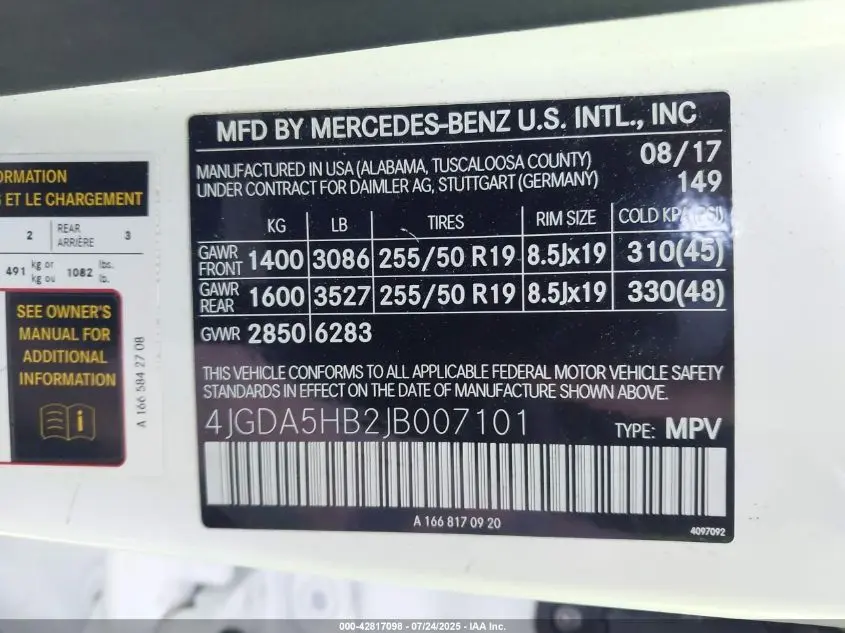 ORMATION
ET LE CHARGEMENT
2 REAR ARRIÈRE 3
491 kg or kg ou 1082 lbs. lb.
SEE OWNER'S
MANUAL FOR
ADDITIONAL
INFORMATION
i
A 166 584 27 08
MFD BY MERCEDES-BENZ U.S. INTL., INC
MANUFACTURED IN USA (ALABAMA, TUSCALOOSA COUNTY) 08/17
UNDER CONTRACT FOR DAIMLER AG, STUTTGART (GERMANY) 149
KG LB TIRES RIM SIZE COLD KPA(PSI)
GAWR FRONT 1400 3086 255/50 R19 8.5Jx19 310(45)
GAWR REAR 1600 3527 255/50 R19 8.5Jx19 330(48)
GVWR 2850 6283
THIS VEHICLE CONFORMS TO ALL APPLICABLE FEDERAL MOTOR VEHICLE SAFETY
STANDARDS IN EFFECT ON THE DATE OF MANUFACTURE SHOWN ABOVE.
4JGDA5HB2JB007101 TYPE: MPV
A 166 817 09 20
4097092
000-42817098 - 07/24/2025 - IAA Inc.